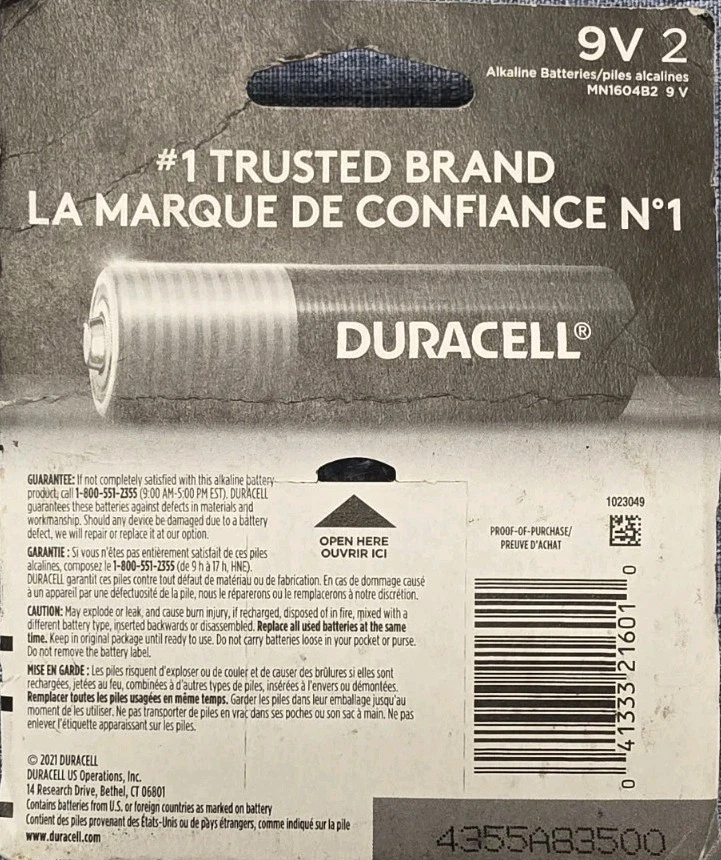 9V 2
Alkaline Batteries/piles alcalines
MN1604B2 9 V
#1 TRUSTED BRAND
LA MARQUE DE CONFIANCE N°1
DURACELL®
GUARANTEE: If not completely satisfied with this alkaline battery
product, call 1-800-551-2355 (9:00 AM-5:00 PM EST). DURACELL
guarantees these batteries against defects in materials and
workmanship. Should any device be damaged due to a battery
defect, we will repair or replace it at our option.
GARANTIE : Si vous n'êtes pas entièrement satisfait de ces piles
alcalines, composez le 1-800-551-2355 (de 9 h à 17 h, HNE).
DURACELL garantit ces piles contre tout défaut de matériau ou de fabrication. En cas de dommage causé
à un appareil par une défectuosité de la pile, nous le réparerons ou le remplacerons à notre discrétion.
CAUTION: May explode or leak, and cause burn injury, if recharged, disposed of in fire, mixed with a
different battery type, inserted backwards or disassembled. Replace all used batteries at the same
time. Keep in original package until ready to use. Do not carry batteries loose in your pocket or purse.
Do not remove the battery label.
MISE EN GARDE : Les piles risquent d'exploser ou de couler et de causer des brûlures si elles sont
rechargées, jetées au feu, combinées à d'autres types de piles, insérées à l'envers ou démontées.
Remplacer toutes les piles usagées en même temps. Garder les piles dans leur emballage jusqu'au
moment de les utiliser. Ne pas transporter de piles en vrac dans ses poches ou son sac à main. Ne pas
enlever l'étiquette apparaissant sur les piles.
© 2021 DURACELL
DURACELL US Operations, Inc.
14 Research Drive, Bethel, CT 06801
Contains batteries from U.S. or foreign countries as marked on battery
Contient des piles provenant des États-Unis ou de pays étrangers, comme indiqué sur la pile
www.duracell.com
OPEN HERE
OUVRIR ICI
PROOF-OF-PURCHASE/
PREUVE D'ACHAT
1023049
0 41333 21601 0
4355A83500